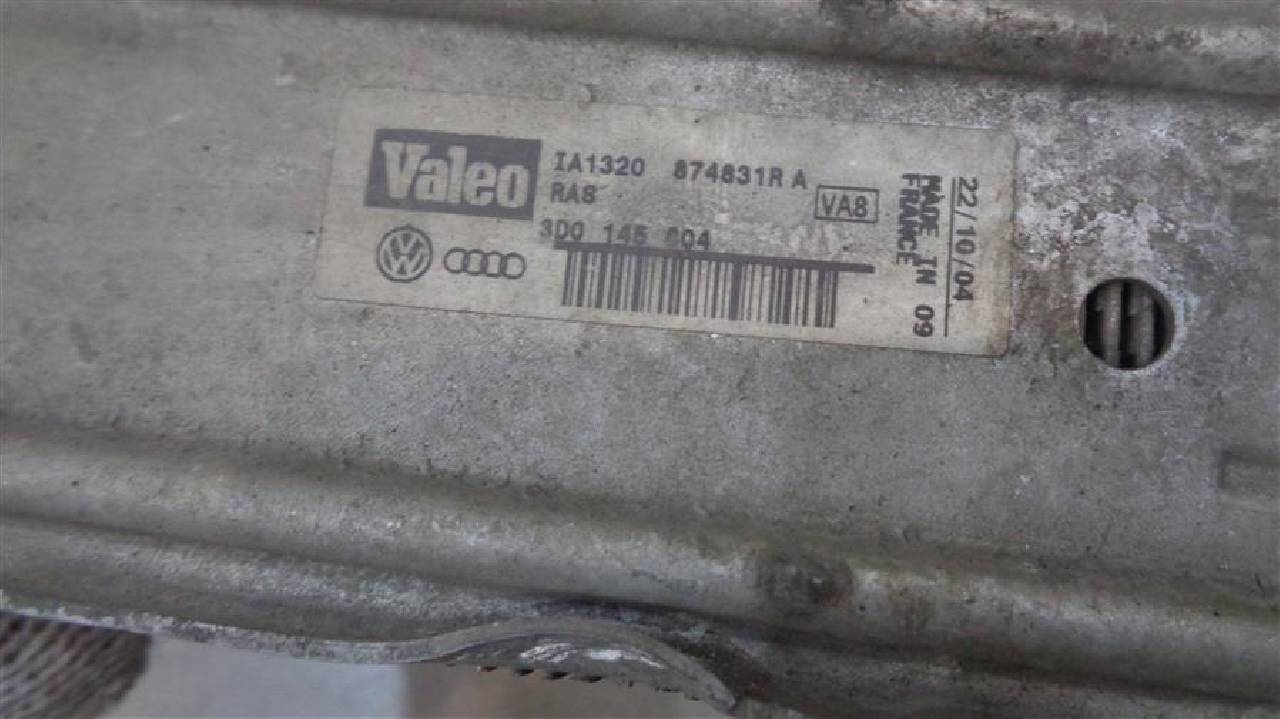 Valeo
IA1320 874831R A
RA8
VA8
3D0 145 804
22/10/04
MADE IN 09
FRANCE